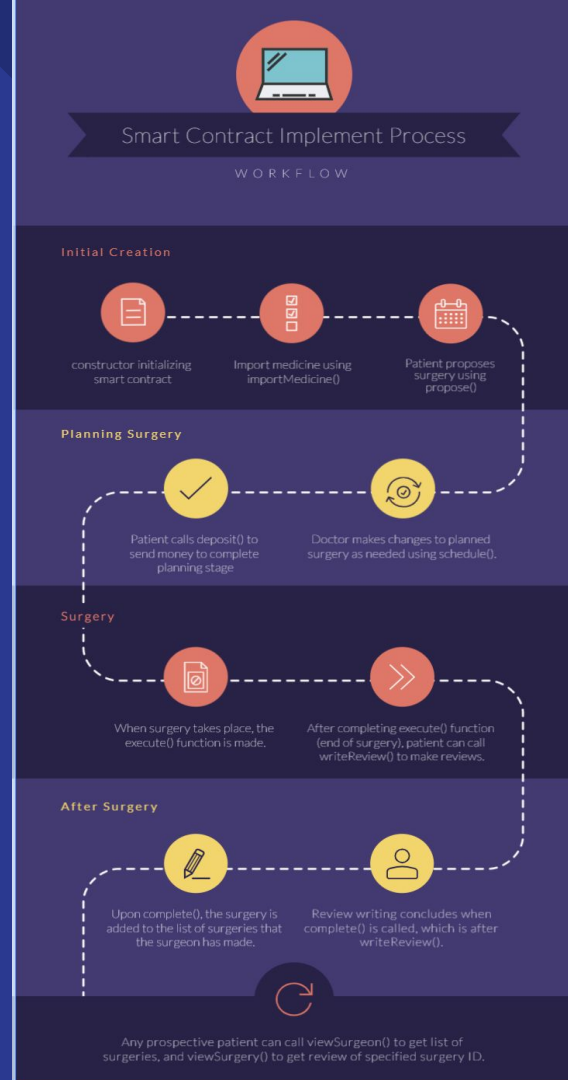 Smart Contract Implement Process
WORKFLOW
Initial Creation
constructor initializing
smart contract
Import medicine using
importMedicine()
Patient proposes
surgery using
propose()
Planning Surgery
Patient calls deposit() to
send money to complete
planning stage
Doctor makes changes to planned
surgery as needed using schedule().
Surgery
When surgery takes place, the
execute() function is made.
After completing execute() function
(end of surgery), patient can call
writeReview() to make reviews.
After Surgery
Upon complete(), the surgery is
added to the list of surgeries that
the surgeon has made.
Review writing concludes when
complete() is called, which is after
writeReview().
Any prospective patient can call viewSurgeon() to get list of
surgeries, and viewSurgery() to get review of specified surgery ID.